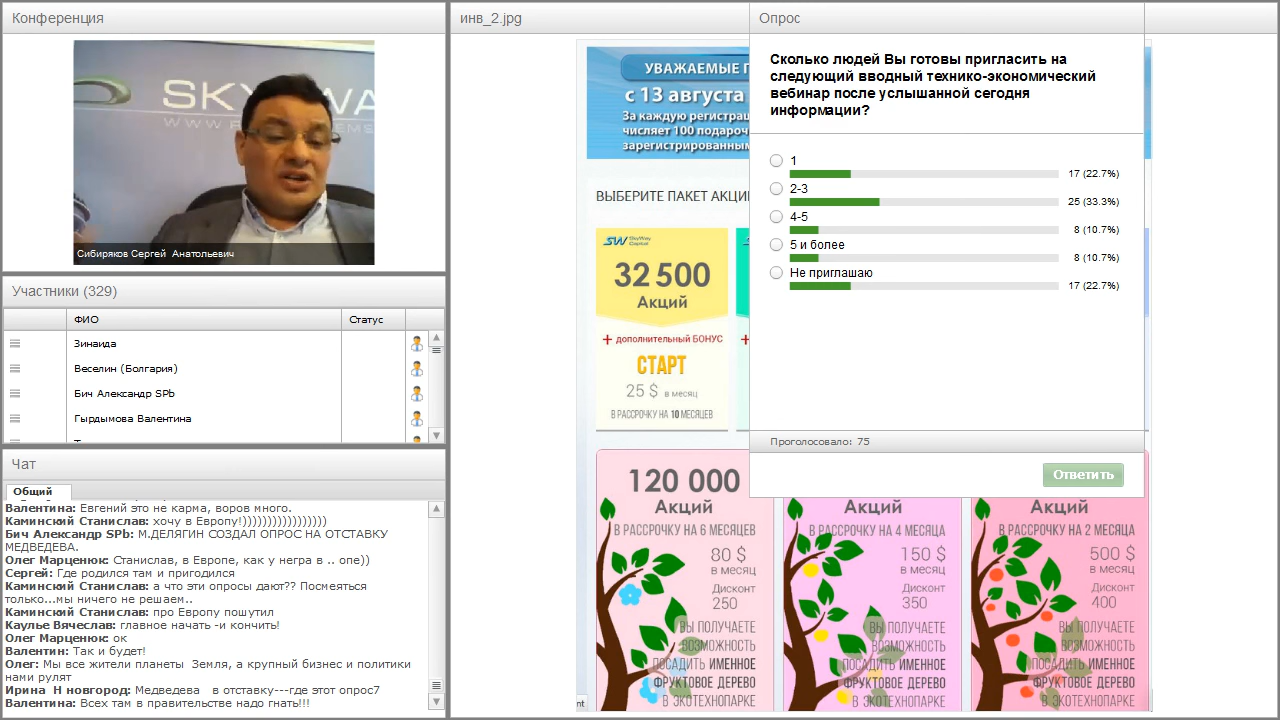 Конференция
SKYWA
WWW.R
EMS
Сибиряков Сергей Анатольевич
Участники (329)
ФИО
Статус
Зинаида
Веселин (Болгария)
Бич Александр SPb
Гырдымова Валентина
Чат
Общий
Валентина: Евгений это не карма, воров много.
Каминский Станислав: хочу в Европу!)))))))))))))))))
Бич Александр SPb: М.ДЕЛЯГИН СОЗДАЛ ОПРОС НА ОТСТАВКУ
МЕДВЕДЕВА.
Олег Марценюк: Станислав, в Европе, как у негра в .. опе))
Сергей: Где родился там и пригодился
Каминский Станислав: а что эти опросы дают?? Посмеяться
только...мы ничего не решаем..
Каминский Станислав: про Европу пошутил
Каулье Вячеслав: главное начать -и кончить!
Олег Марценюк: ок
Валентин: Так и будет!
Олег: Мы все жители планеты Земля, а крупный бизнес и политики
нами рулят
Ирина Н новгород: Медведева в отставку---где этот опрос7
Валентина: Всех там в правительстве надо гнать!!!
инв_2.jpg
УВАЖАЕМЫЕ П
с 13 августа
За каждую регистрац
числяет 100 подароч
зарегистрированным
ВЫБЕРИТЕ ПАКЕТ АКЦИ
SW SkyWay
Capital
32 500
Акций
+ дополнительный БОНУС
СТАРТ
25 $ в месяц
В РАССРОЧКУ НА 10 МЕСЯЦЕВ
+
Опрос
Сколько людей Вы готовы пригласить на
следующий вводный технико-экономический
вебинар после услышанной сегодня
информации?
1
17 (22.7%)
2-3
25 (33.3%)
4-5
8 (10.7%)
5 и более
8 (10.7%)
Не приглашаю
17 (22.7%)
Проголосовало: 75
Ответить
120 000
Акций
В РАССРОЧКУ НА 6 МЕСЯЦЕВ
80 $
в месяц
Дисконт
250
ВЫ ПОЛУЧАЕТЕ
ВОЗМОЖНОСТЬ
ПОСАДИТЬ ИМЕННОЕ
ФРУКТОВОЕ ДЕРЕВО
В ЭКОТЕХНОПАРКЕ
Акций
В РАССРОЧКУ НА 4 МЕСЯЦА
150 $
в месяц
Дисконт
350
ВЫ ПОЛУЧАЕТЕ
ВОЗМОЖНОСТЬ
ПОСАДИТЬ ИМЕННОЕ
ФРУКТОВОЕ ДЕРЕВО
В ЭКОТЕХНОПАРКЕ
Акций
В РАССРОЧКУ НА 2 МЕСЯЦА
500 $
в месяц
Дисконт
400
ВЫ ПОЛУЧАЕТЕ
ВОЗМОЖНОСТЬ
ПОСАДИТЬ ИМЕННОЕ
ФРУКТОВОЕ ДЕРЕВО
В ЭКОТЕХНОПАРКЕ
nt